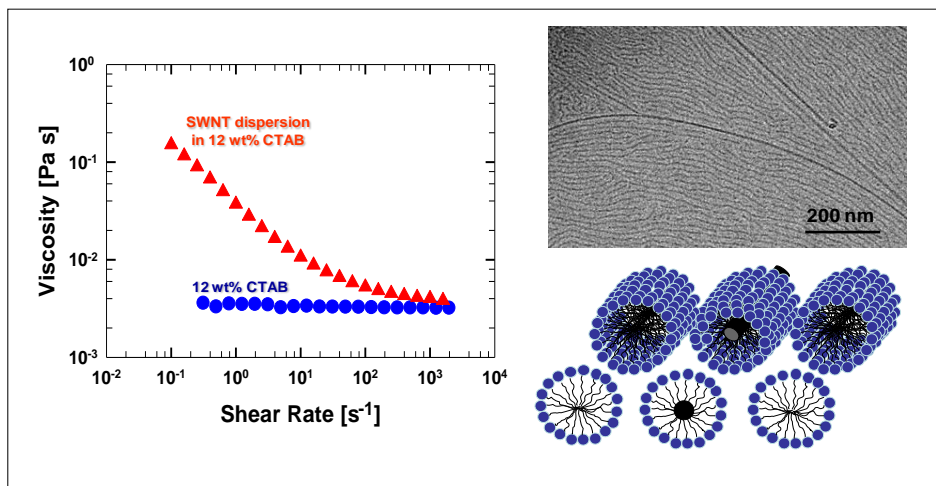 10⁰
10⁻¹
10⁻²
10⁻³
Viscosity [Pa s]
SWNT dispersion
in 12 wt% CTAB
12 wt% CTAB
10⁻² 10⁻¹ 10⁰ 10¹ 10² 10³ 10⁴
Shear Rate [s⁻¹]
200 nm